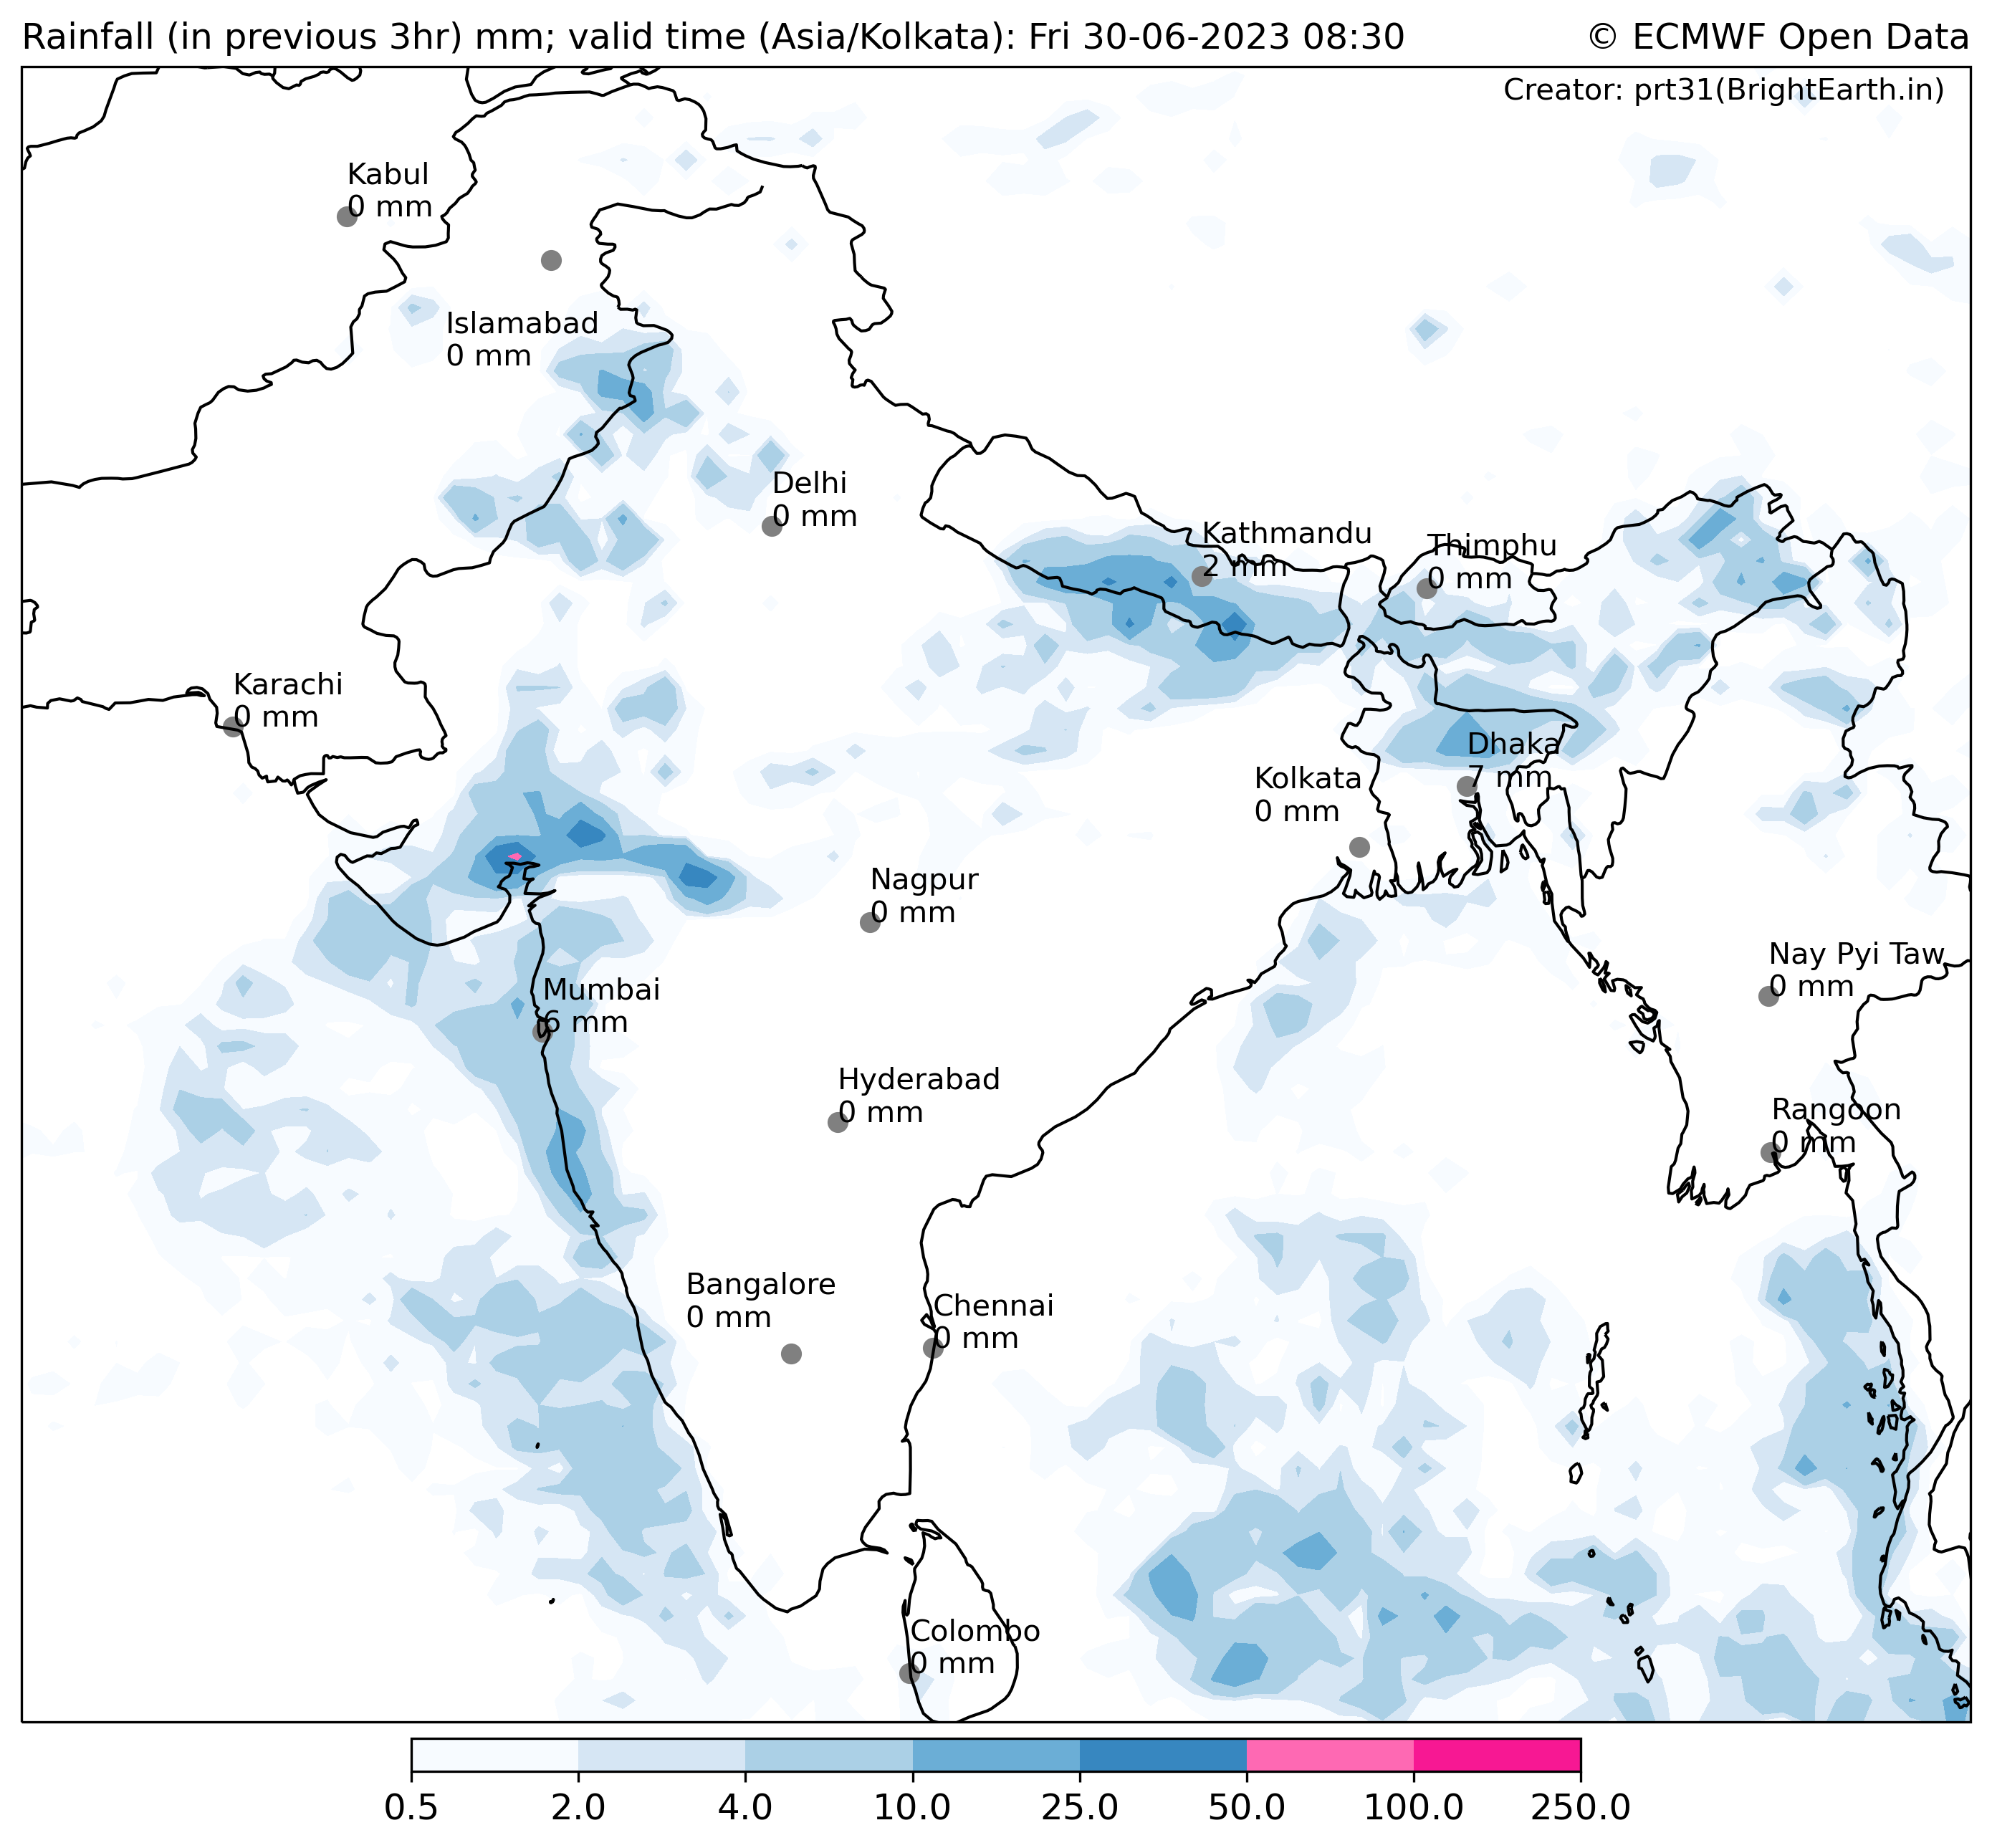 Rainfall (in previous 3hr) mm; valid time (Asia/Kolkata): Fri 30-06-2023 08:30
© ECMWF Open Data
Creator: prt31(BrightEarth.in)
Kabul
0 mm
Islamabad
0 mm
Delhi
0 mm
Kathmandu
2 mm
Thimphu
0 mm
Karachi
0 mm
Dhaka
7 mm
Kolkata
0 mm
Nagpur
0 mm
Nay Pyi Taw
0 mm
Mumbai
6 mm
Hyderabad
0 mm
Rangoon
0 mm
Bangalore
0 mm
Chennai
0 mm
Colombo
0 mm
0.5 2.0 4.0 10.0 25.0 50.0 100.0 250.0